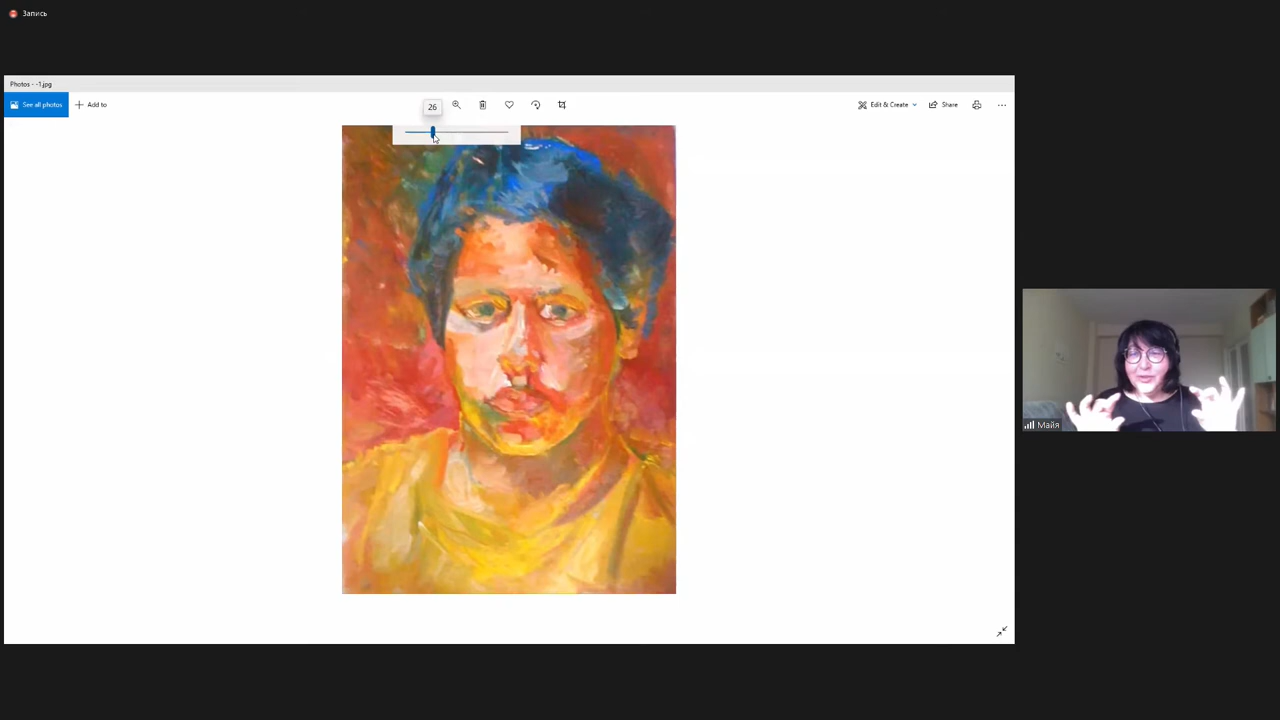 Запись
Photos - -1.jpg
See all photos
Add to
26
Edit & Create
Share
Майя